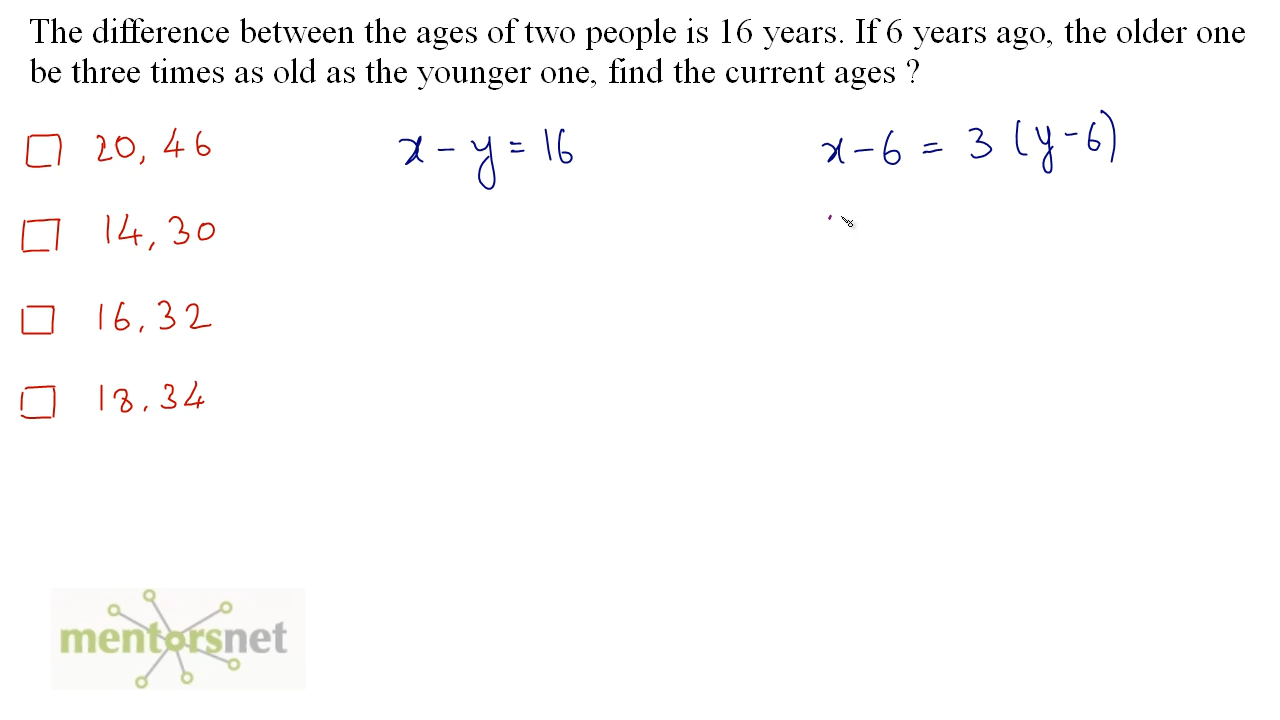 The difference between the ages of two people is 16 years. If 6 years ago, the older one
be three times as old as the younger one, find the current ages ?
20, 46
x - y = 16
x - 6 = 3 (y - 6)
14, 30
16, 32
18, 34
mentorsnet